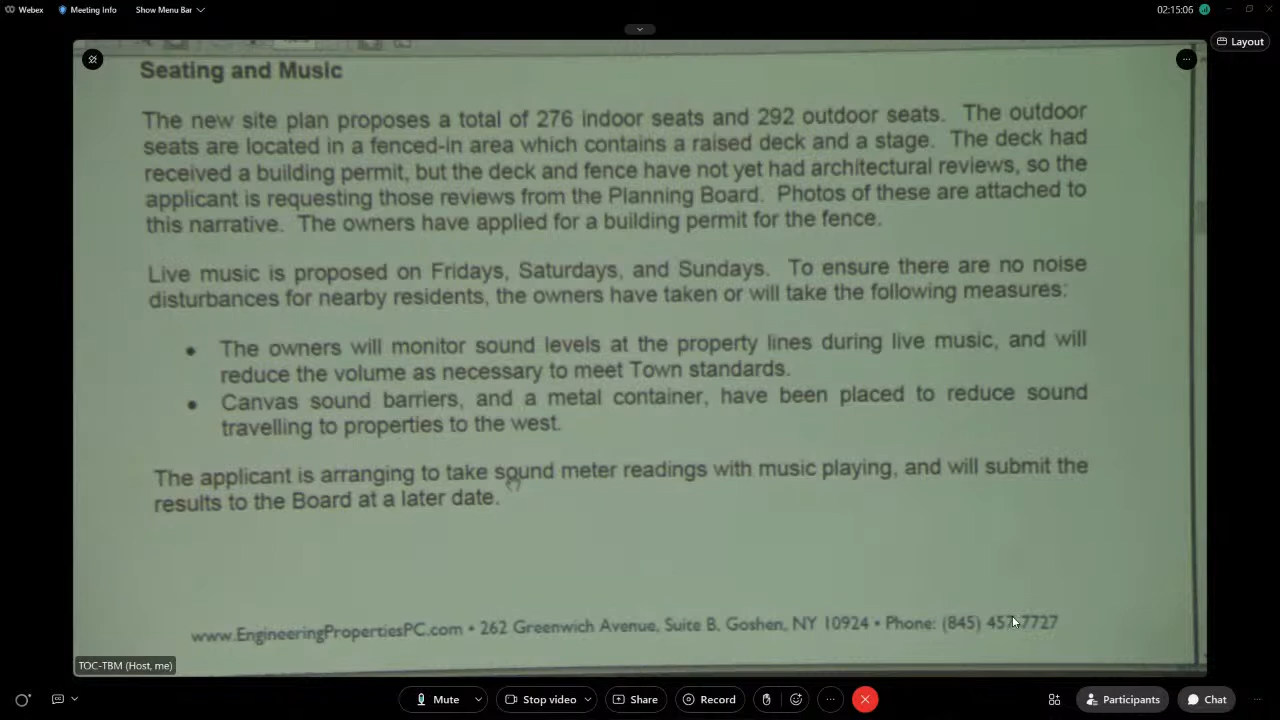 Webex
Meeting Info
Show Menu Bar
02:15:06
Layout
Seating and Music
The new site plan proposes a total of 276 indoor seats and 292 outdoor seats. The outdoor
seats are located in a fenced-in area which contains a raised deck and a stage. The deck had
received a building permit, but the deck and fence have not yet had architectural reviews, so the
applicant is requesting those reviews from the Planning Board. Photos of these are attached to
this narrative. The owners have applied for a building permit for the fence.
Live music is proposed on Fridays, Saturdays, and Sundays. To ensure there are no noise
disturbances for nearby residents, the owners have taken or will take the following measures:
• The owners will monitor sound levels at the property lines during live music, and will
reduce the volume as necessary to meet Town standards.
• Canvas sound barriers, and a metal container, have been placed to reduce sound
travelling to properties to the west.
The applicant is arranging to take sound meter readings with music playing, and will submit the
results to the Board at a later date.
www.EngineeringPropertiesPC.com • 262 Greenwich Avenue, Suite B, Goshen, NY 10924 • Phone: (845) 457-7727
TOC-TBM (Host, me)
Mute
Stop video
Share
Record
Participants
Chat